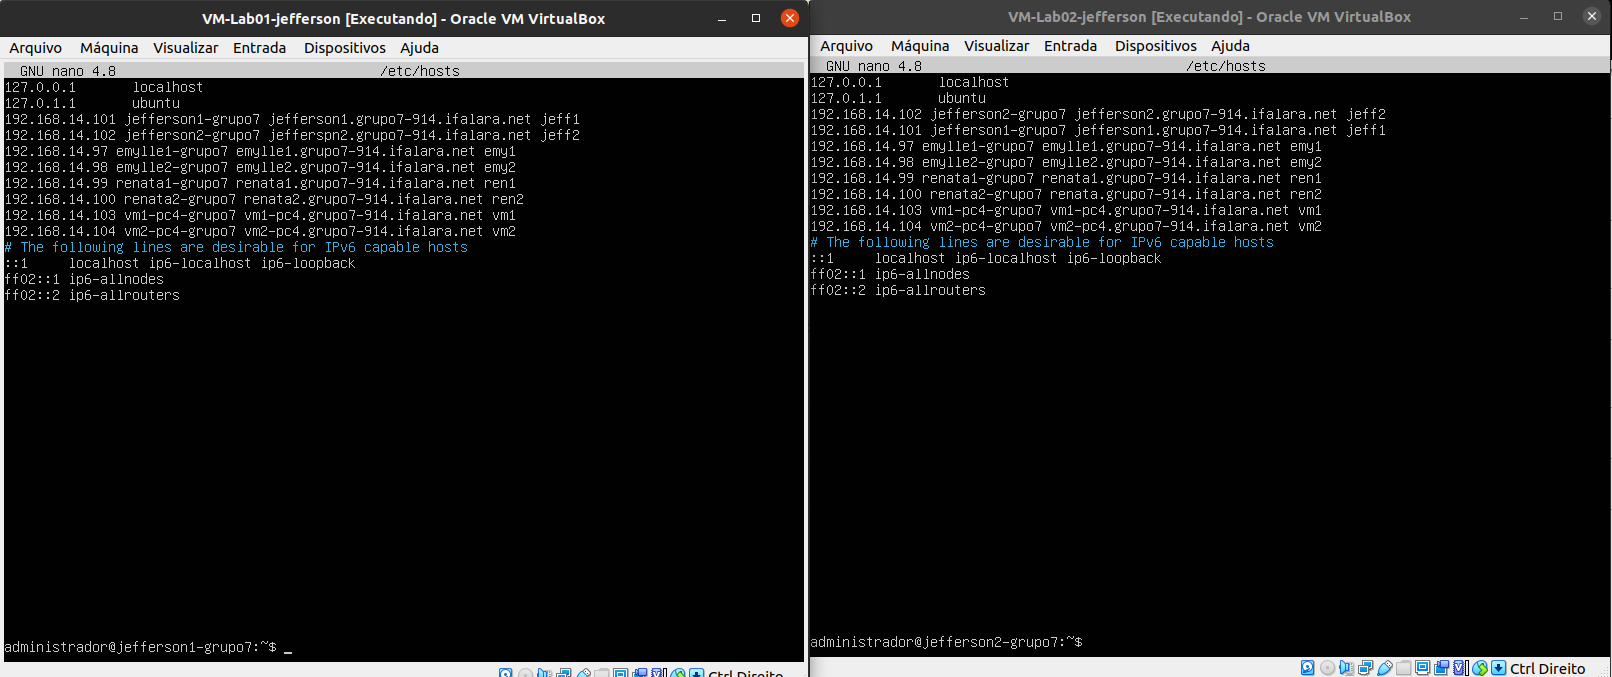 VM-Lab01-jefferson [Executando] - Oracle VM VirtualBox
Arquivo Máquina Visualizar Entrada Dispositivos Ajuda
GNU nano 4.8 /etc/hosts
127.0.0.1 localhost
127.0.1.1 ubuntu
192.168.14.101 jefferson1-grupo7 jefferson1.grupo7-914.ifalara.net jeff1
192.168.14.102 jefferson2-grupo7 jefferspn2.grupo7-914.ifalara.net jeff2
192.168.14.97 emylle1-grupo7 emylle1.grupo7-914.ifalara.net emy1
192.168.14.98 emylle2-grupo7 emylle2.grupo7-914.ifalara.net emy2
192.168.14.99 renata1-grupo7 renata1.grupo7-914.ifalara.net ren1
192.168.14.100 renata2-grupo7 renata2.grupo7-914.ifalara.net ren2
192.168.14.103 vm1-pc4-grupo7 vm1-pc4.grupo7-914.ifalara.net vm1
192.168.14.104 vm2-pc4-grupo7 vm2-pc4.grupo7-914.ifalara.net vm2
# The following lines are desirable for IPv6 capable hosts
::1 localhost ip6-localhost ip6-loopback
ff02::1 ip6-allnodes
ff02::2 ip6-allrouters
administrador@jefferson1-grupo7:~$ _
Ctrl Direito
VM-Lab02-jefferson [Executando] - Oracle VM VirtualBox
Arquivo Máquina Visualizar Entrada Dispositivos Ajuda
GNU nano 4.8 /etc/hosts
127.0.0.1 localhost
127.0.1.1 ubuntu
192.168.14.102 jefferson2-grupo7 jefferson2.grupo7-914.ifalara.net jeff2
192.168.14.101 jefferson1-grupo7 jefferson1.grupo7-914.ifalara.net jeff1
192.168.14.97 emylle1-grupo7 emylle1.grupo7-914.ifalara.net emy1
192.168.14.98 emylle2-grupo7 emylle2.grupo7-914.ifalara.net emy2
192.168.14.99 renata1-grupo7 renata1.grupo7-914.ifalara.net ren1
192.168.14.100 renata2-grupo7 renata.grupo7-914.ifalara.net ren2
192.168.14.103 vm1-pc4-grupo7 vm1-pc4.grupo7-914.ifalara.net vm1
192.168.14.104 vm2-pc4-grupo7 vm2-pc4.grupo7-914.ifalara.net vm2
# The following lines are desirable for IPv6 capable hosts
::1 localhost ip6-localhost ip6-loopback
ff02::1 ip6-allnodes
ff02::2 ip6-allrouters
administrador@jefferson2-grupo7:~$
Ctrl Direito